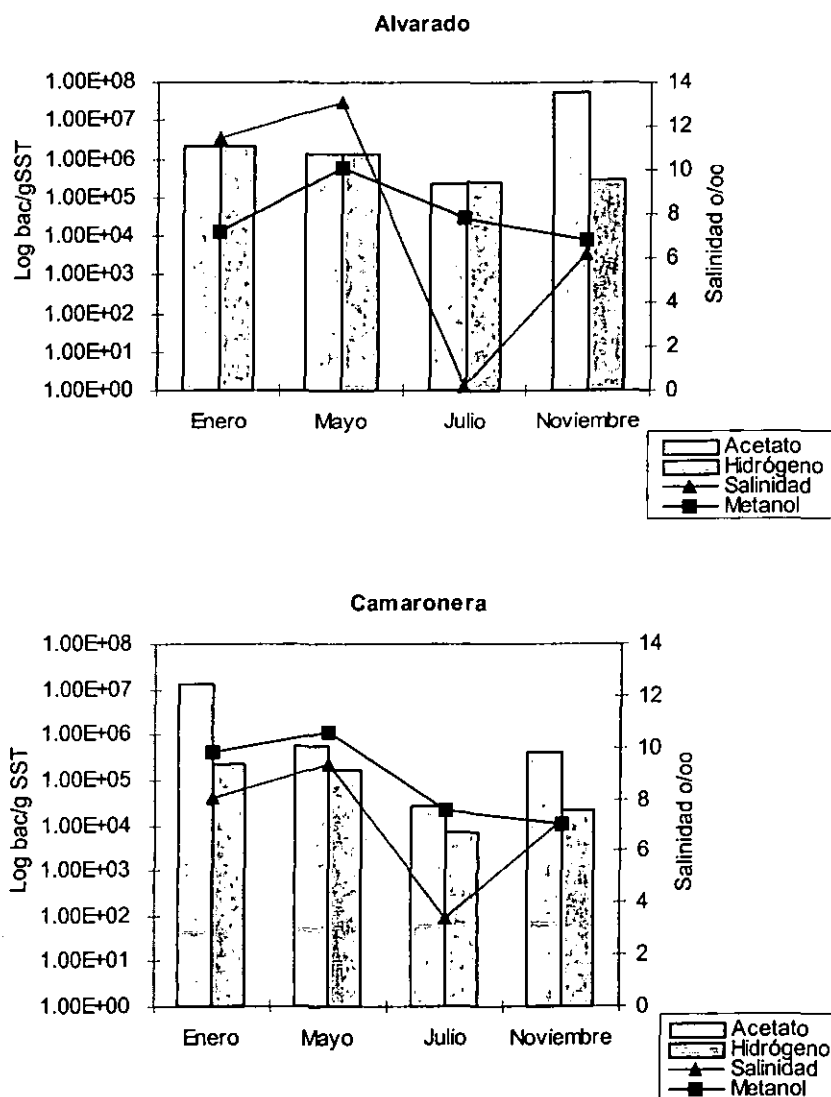 Alvarado
Log bac/gSST
1.00E+08
1.00E+07
1.00E+06
1.00E+05
1.00E+04
1.00E+03
1.00E+02
1.00E+01
1.00E+00
14
12
10
8
6
4
2
0
Salinidad o/oo
Enero Mayo Julio Noviembre
Acetato
Hidrógeno
Salinidad
Metanol
Camaronera
Log bac/g SST
1.00E+08
1.00E+07
1.00E+06
1.00E+05
1.00E+04
1.00E+03
1.00E+02
1.00E+01
1.00E+00
14
12
10
8
6
4
2
0
Salinidad o/oo
Enero Mayo Julio Noviembre
Acetato
Hidrógeno
Salinidad
Metanol